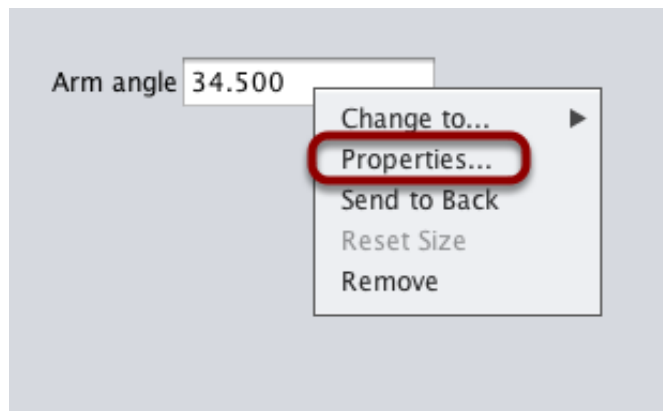 Arm angle 34.500
Change to...
Properties...
Send to Back
Reset Size
Remove